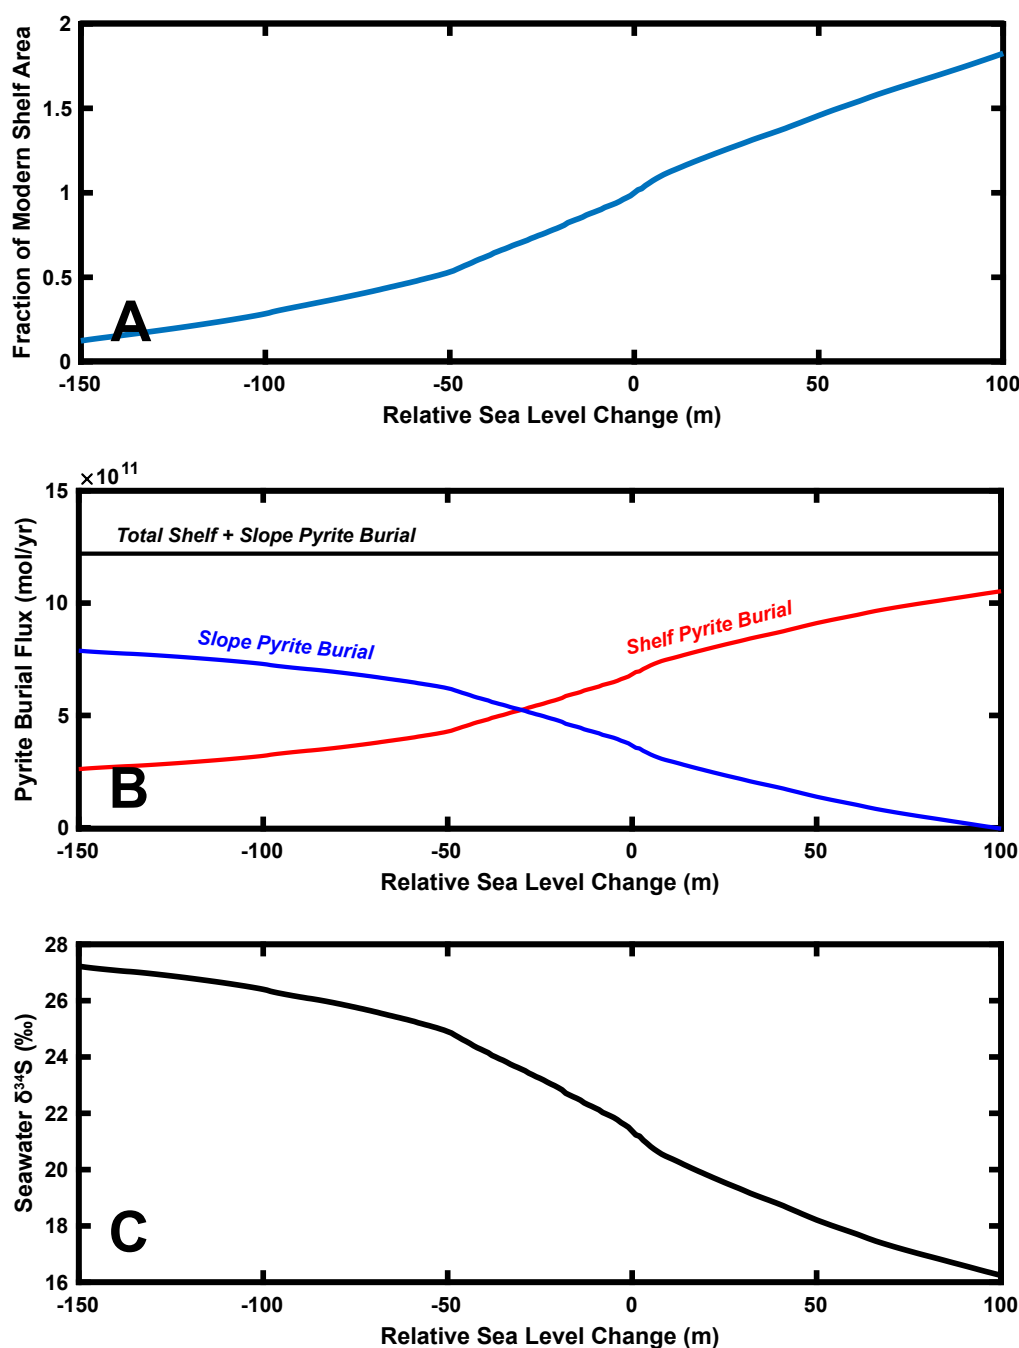 2
1.5
1
0.5
0
Fraction of Modern Shelf Area
A
-150 -100 -50 0 50 100
Relative Sea Level Change (m)
×10¹¹
15
10
5
0
Pyrite Burial Flux (mol/yr)
Total Shelf + Slope Pyrite Burial
Slope Pyrite Burial
Shelf Pyrite Burial
B
-150 -100 -50 0 50 100
Relative Sea Level Change (m)
28
26
24
22
20
18
16
Seawater δ³⁴S (‰)
C
-150 -100 -50 0 50 100
Relative Sea Level Change (m)